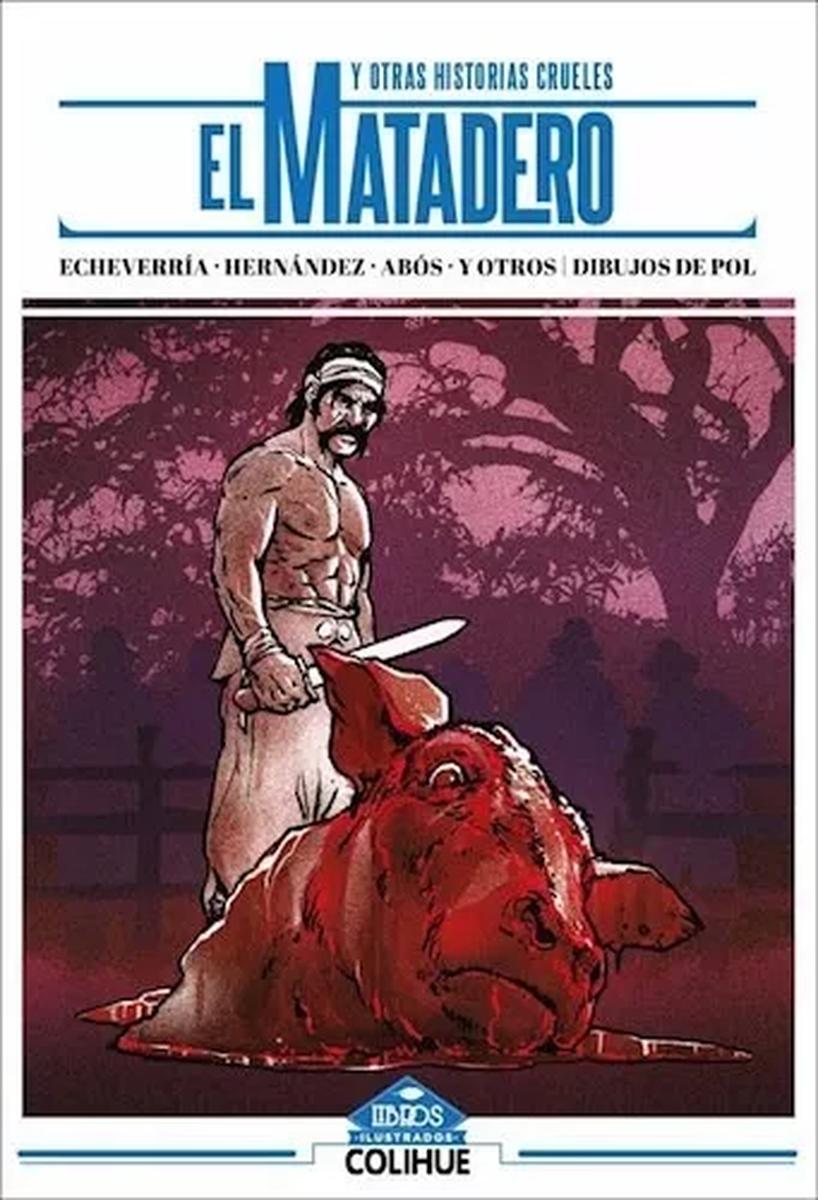 Y OTRAS HISTORIAS CRUELES
EL MATADERO
ECHEVERRÍA · HERNÁNDEZ · ABÓS · Y OTROS | DIBUJOS DE POL
LIBROS
·ILUSTRADOS·
COLIHUE